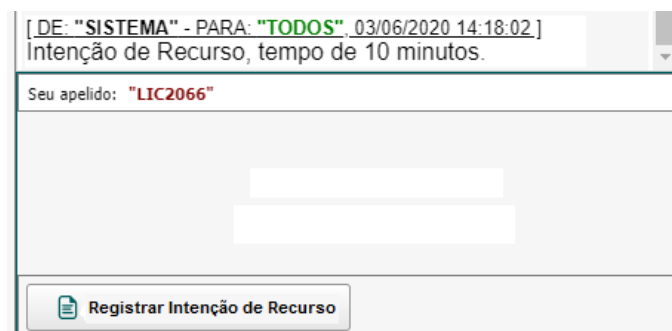 [ DE: "SISTEMA" - PARA: "TODOS", 03/06/2020 14:18:02 ]
Intenção de Recurso, tempo de 10 minutos.
Seu apelido: "LIC2066"
Registrar Intenção de Recurso